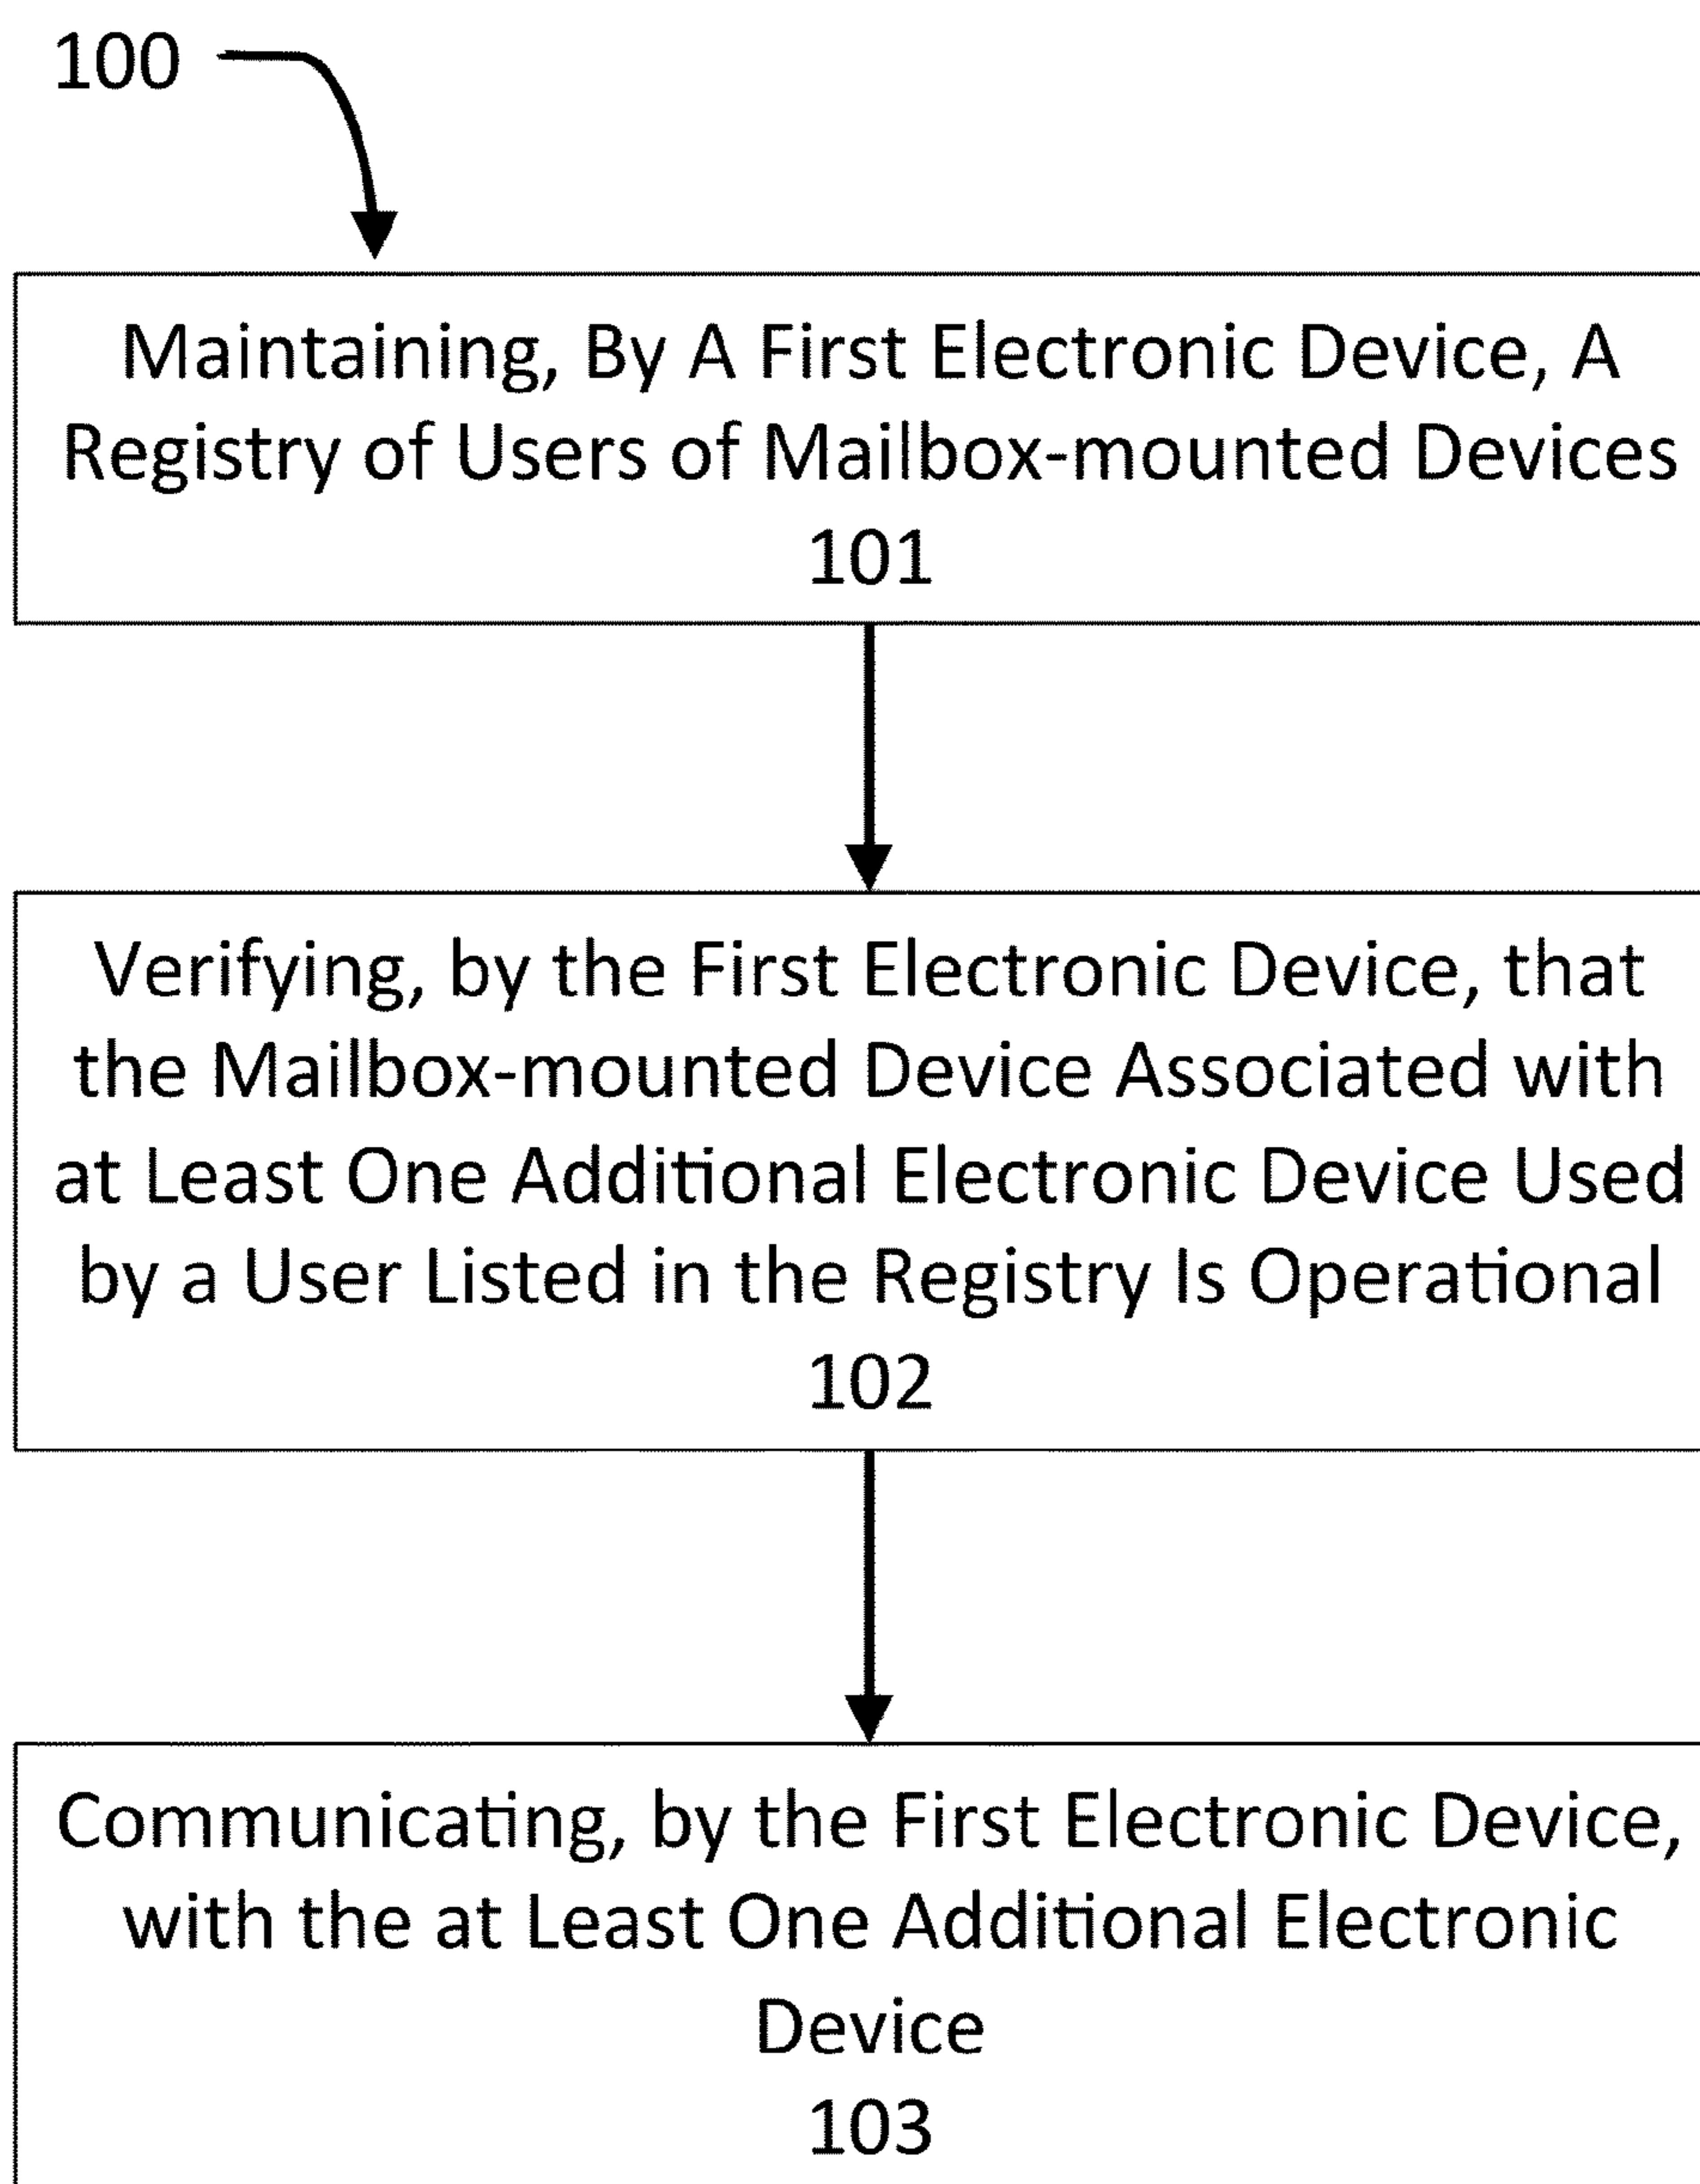 100
Maintaining, By A First Electronic Device, A
Registry of Users of Mailbox-mounted Devices
101
Verifying, by the First Electronic Device, that
the Mailbox-mounted Device Associated with
at Least One Additional Electronic Device Used
by a User Listed in the Registry Is Operational
102
Communicating, by the First Electronic Device,
with the at Least One Additional Electronic
Device
103